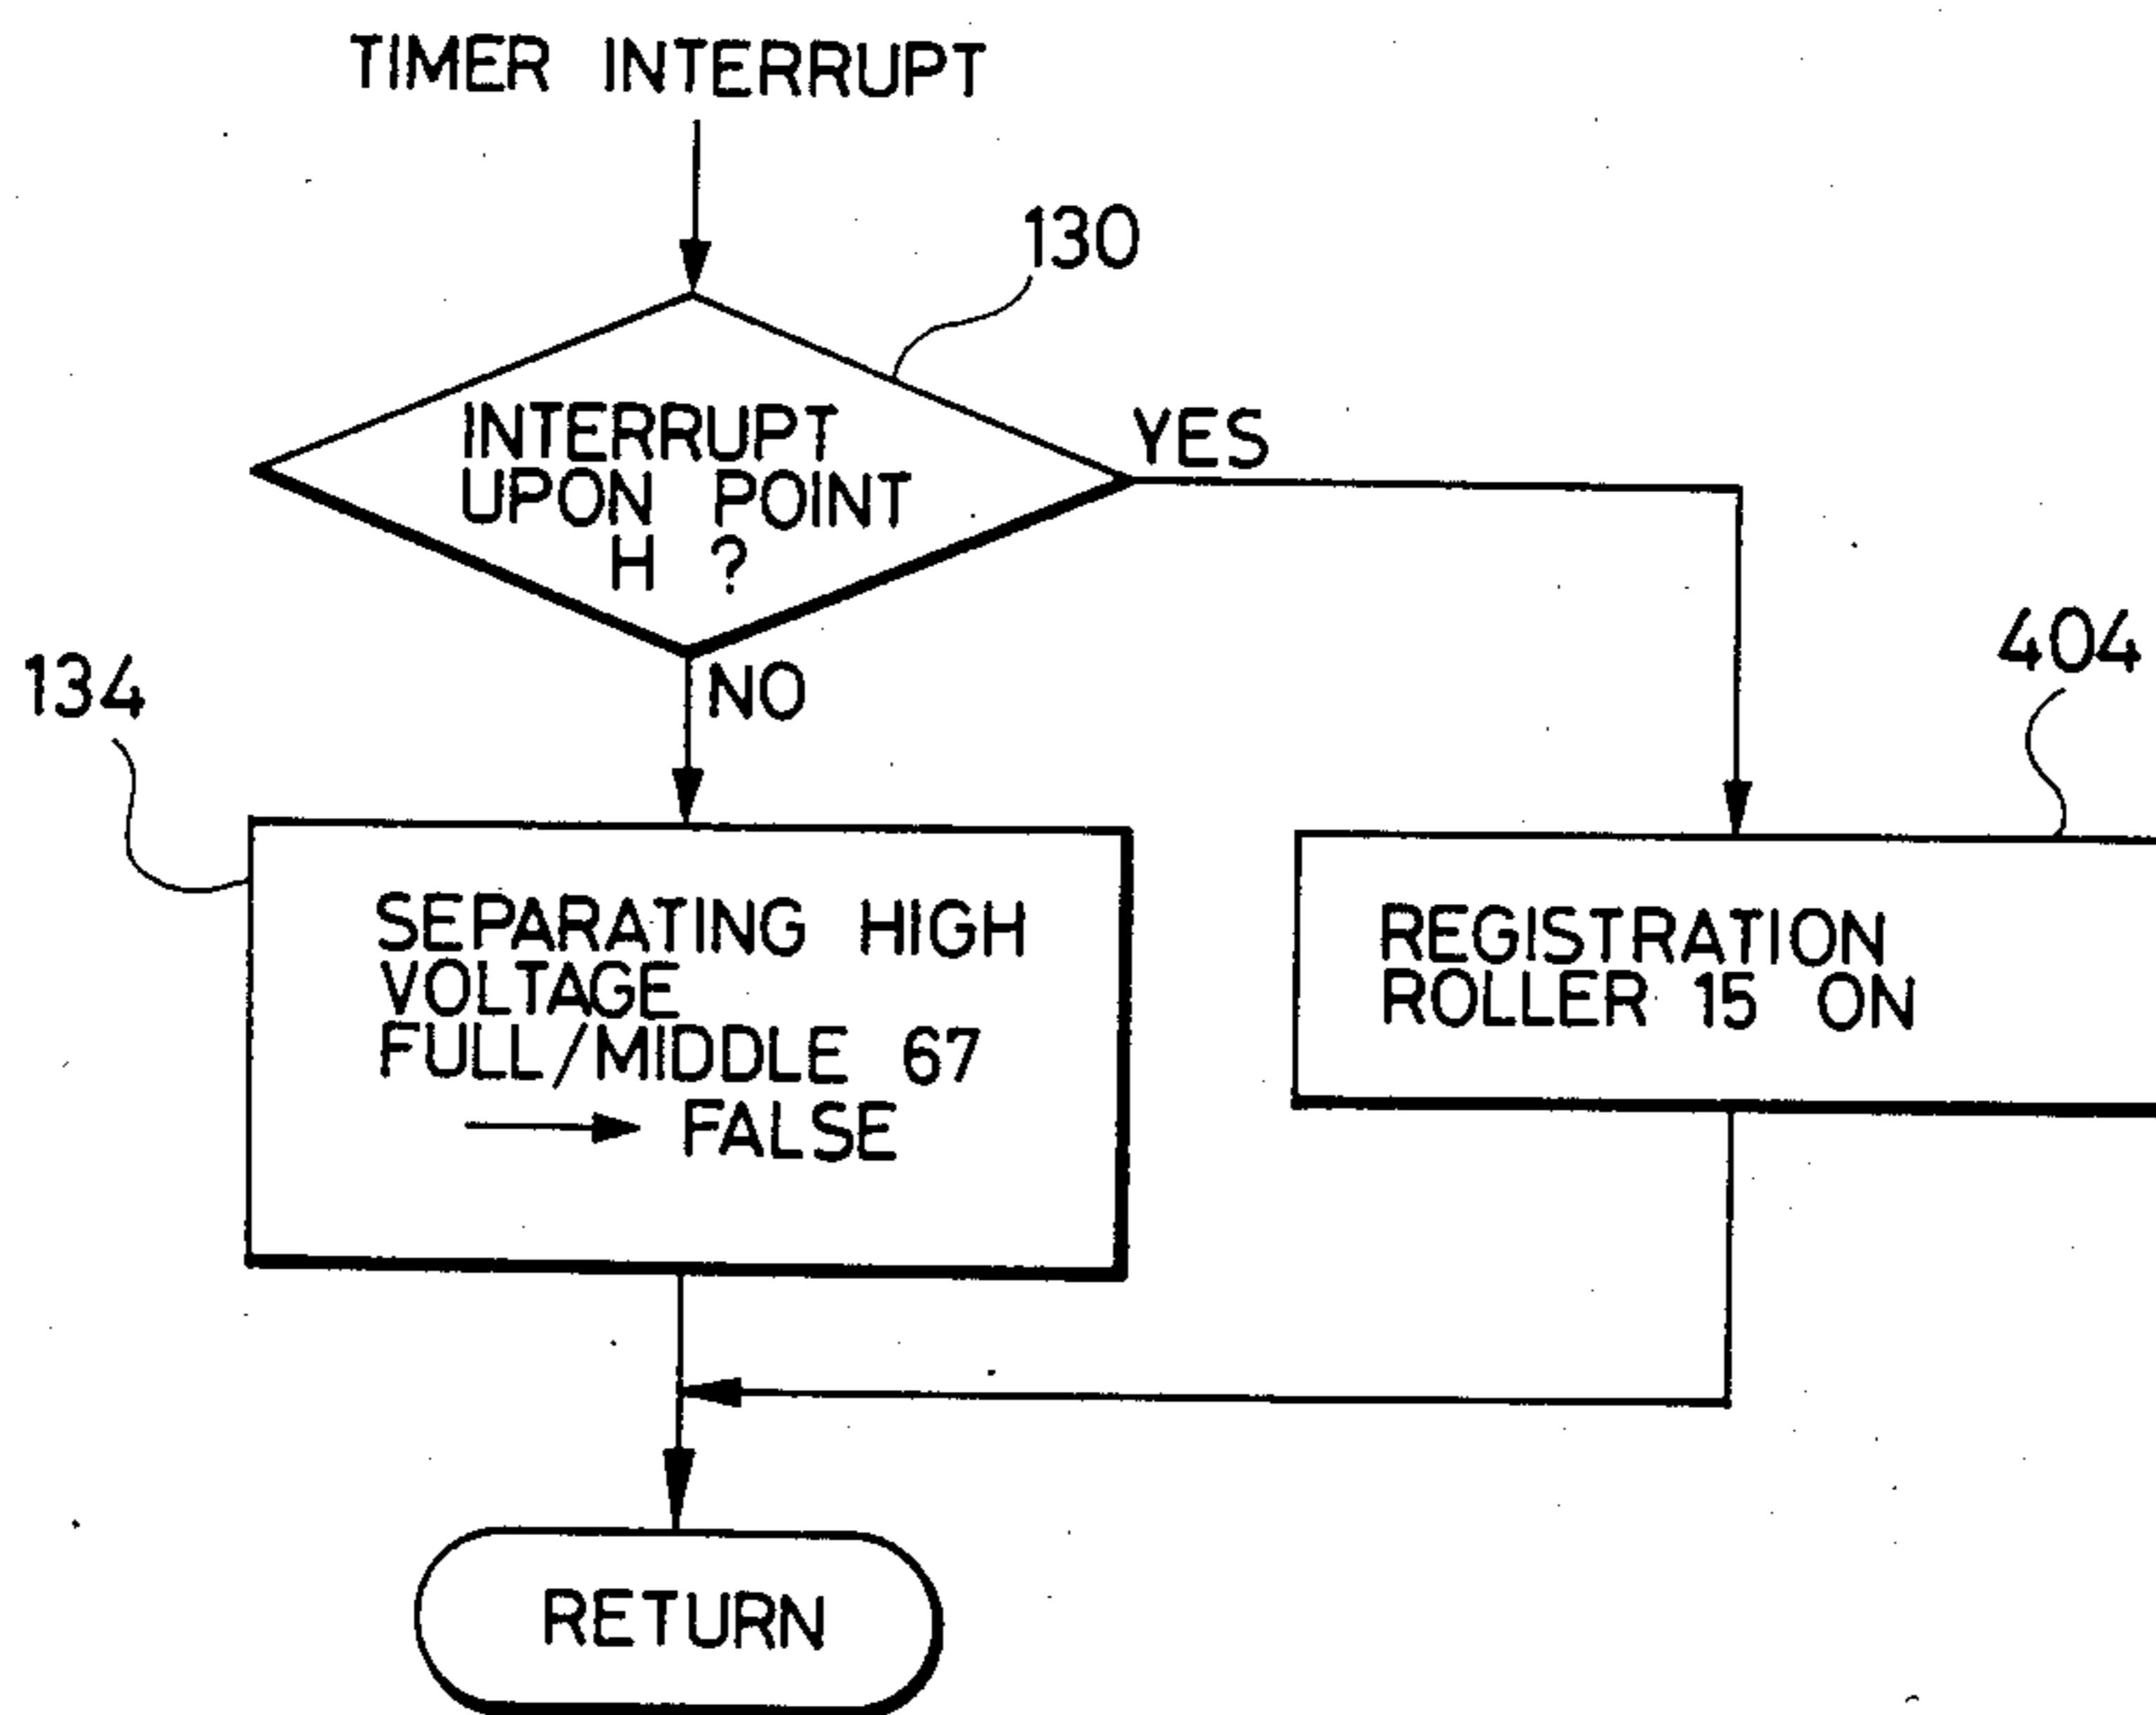 TIMER INTERRUPT
130
INTERRUPT
UPON POINT
H ?
YES
NO
134
404
SEPARATING HIGH
VOLTAGE
FULL/MIDDLE 67
→ FALSE
REGISTRATION
ROLLER 15 ON
RETURN